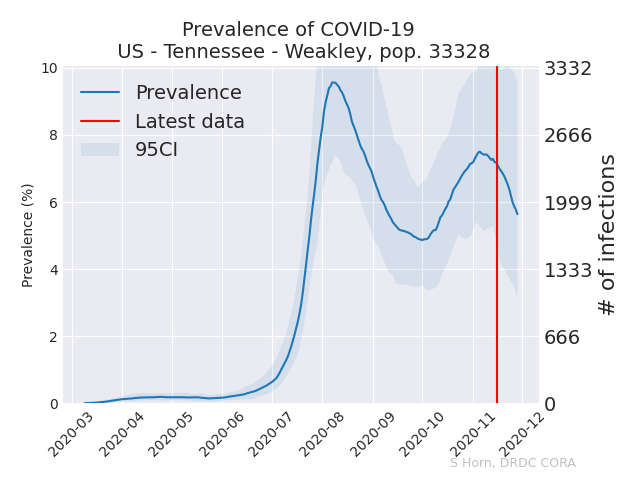 Prevalence of COVID-19
US - Tennessee - Weakley, pop. 33328
10
8
6
4
2
0
Prevalence (%)
Prevalence
Latest data
95CI
3332
2666
1999
1333
666
0
# of infections
2020-03
2020-04
2020-05
2020-06
2020-07
2020-08
2020-09
2020-10
2020-11
2020-12
S Horn, DRDC CORA